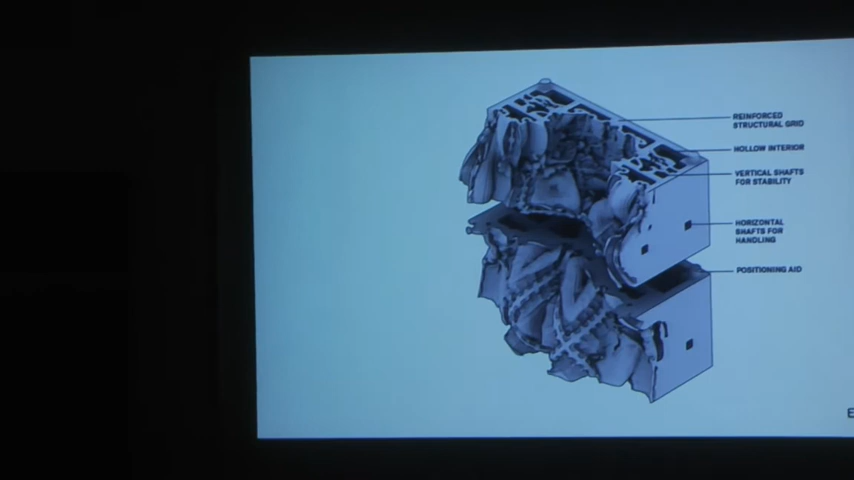 REINFORCED
STRUCTURAL GRID
HOLLOW INTERIOR
VERTICAL SHAFTS
FOR STABILITY
HORIZONTAL
SHAFTS FOR
HANDLING
POSITIONING AID
E